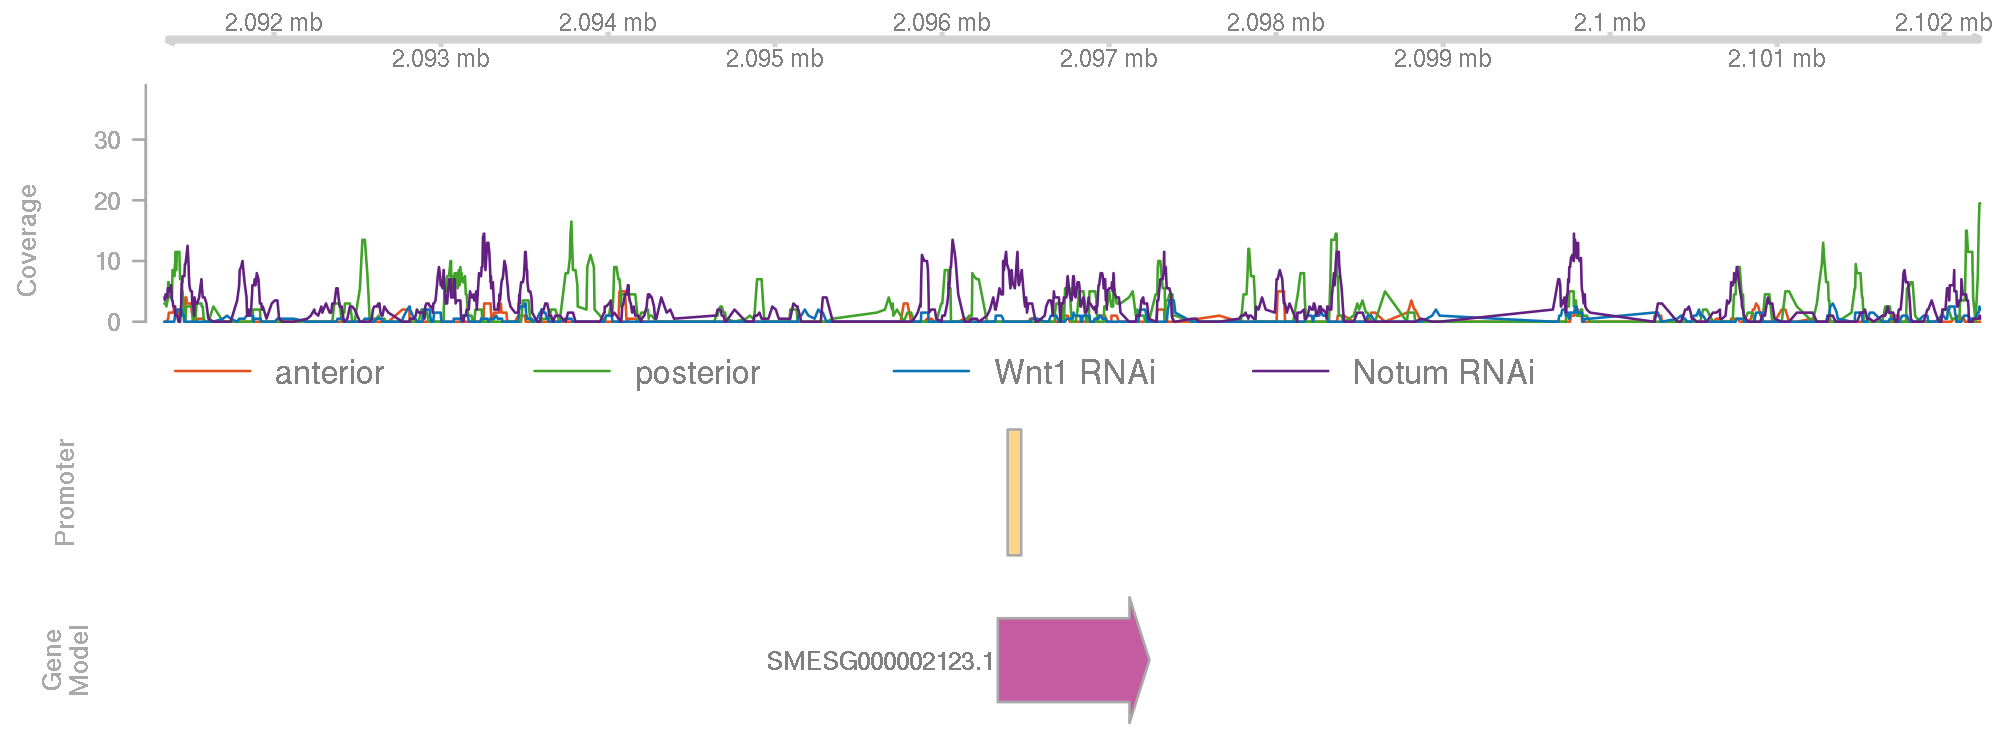 2.092 mb 2.094 mb 2.096 mb 2.098 mb 2.1 mb 2.102 mb
2.093 mb 2.095 mb 2.097 mb 2.099 mb 2.101 mb
Coverage
30
20
10
0
anterior posterior Wnt1 RNAi Notum RNAi
Promoter
Gene
Model
SMESG000002123.1